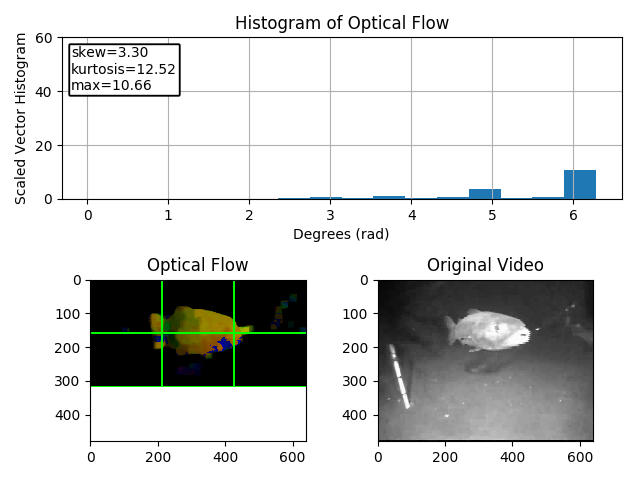 Histogram of Optical Flow
Scaled Vector Histogram
60
40
20
0
skew=3.30
kurtosis=12.52
max=10.66
0 1 2 3 4 5 6
Degrees (rad)
Optical Flow
0
100
200
300
400
0 200 400 600
Original Video
0
100
200
300
400
0 200 400 600